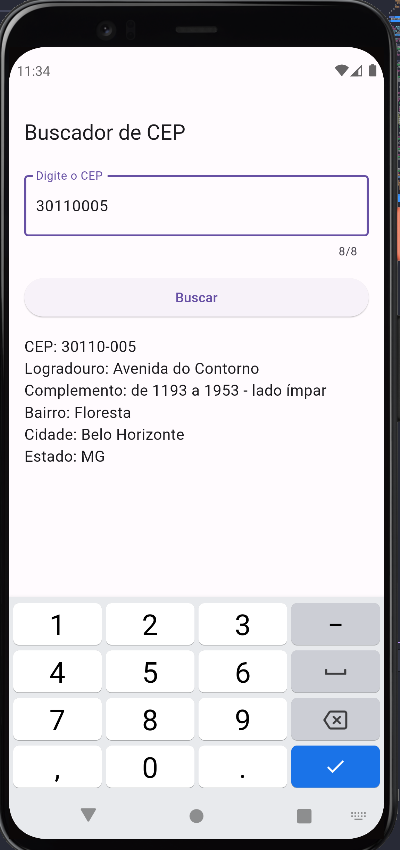 11:34
Buscador de CEP
Digite o CEP
30110005
8/8
Buscar
CEP: 30110-005
Logradouro: Avenida do Contorno
Complemento: de 1193 a 1953 - lado ímpar
Bairro: Floresta
Cidade: Belo Horizonte
Estado: MG
1 2 3 -
4 5 6
7 8 9
, 0 .